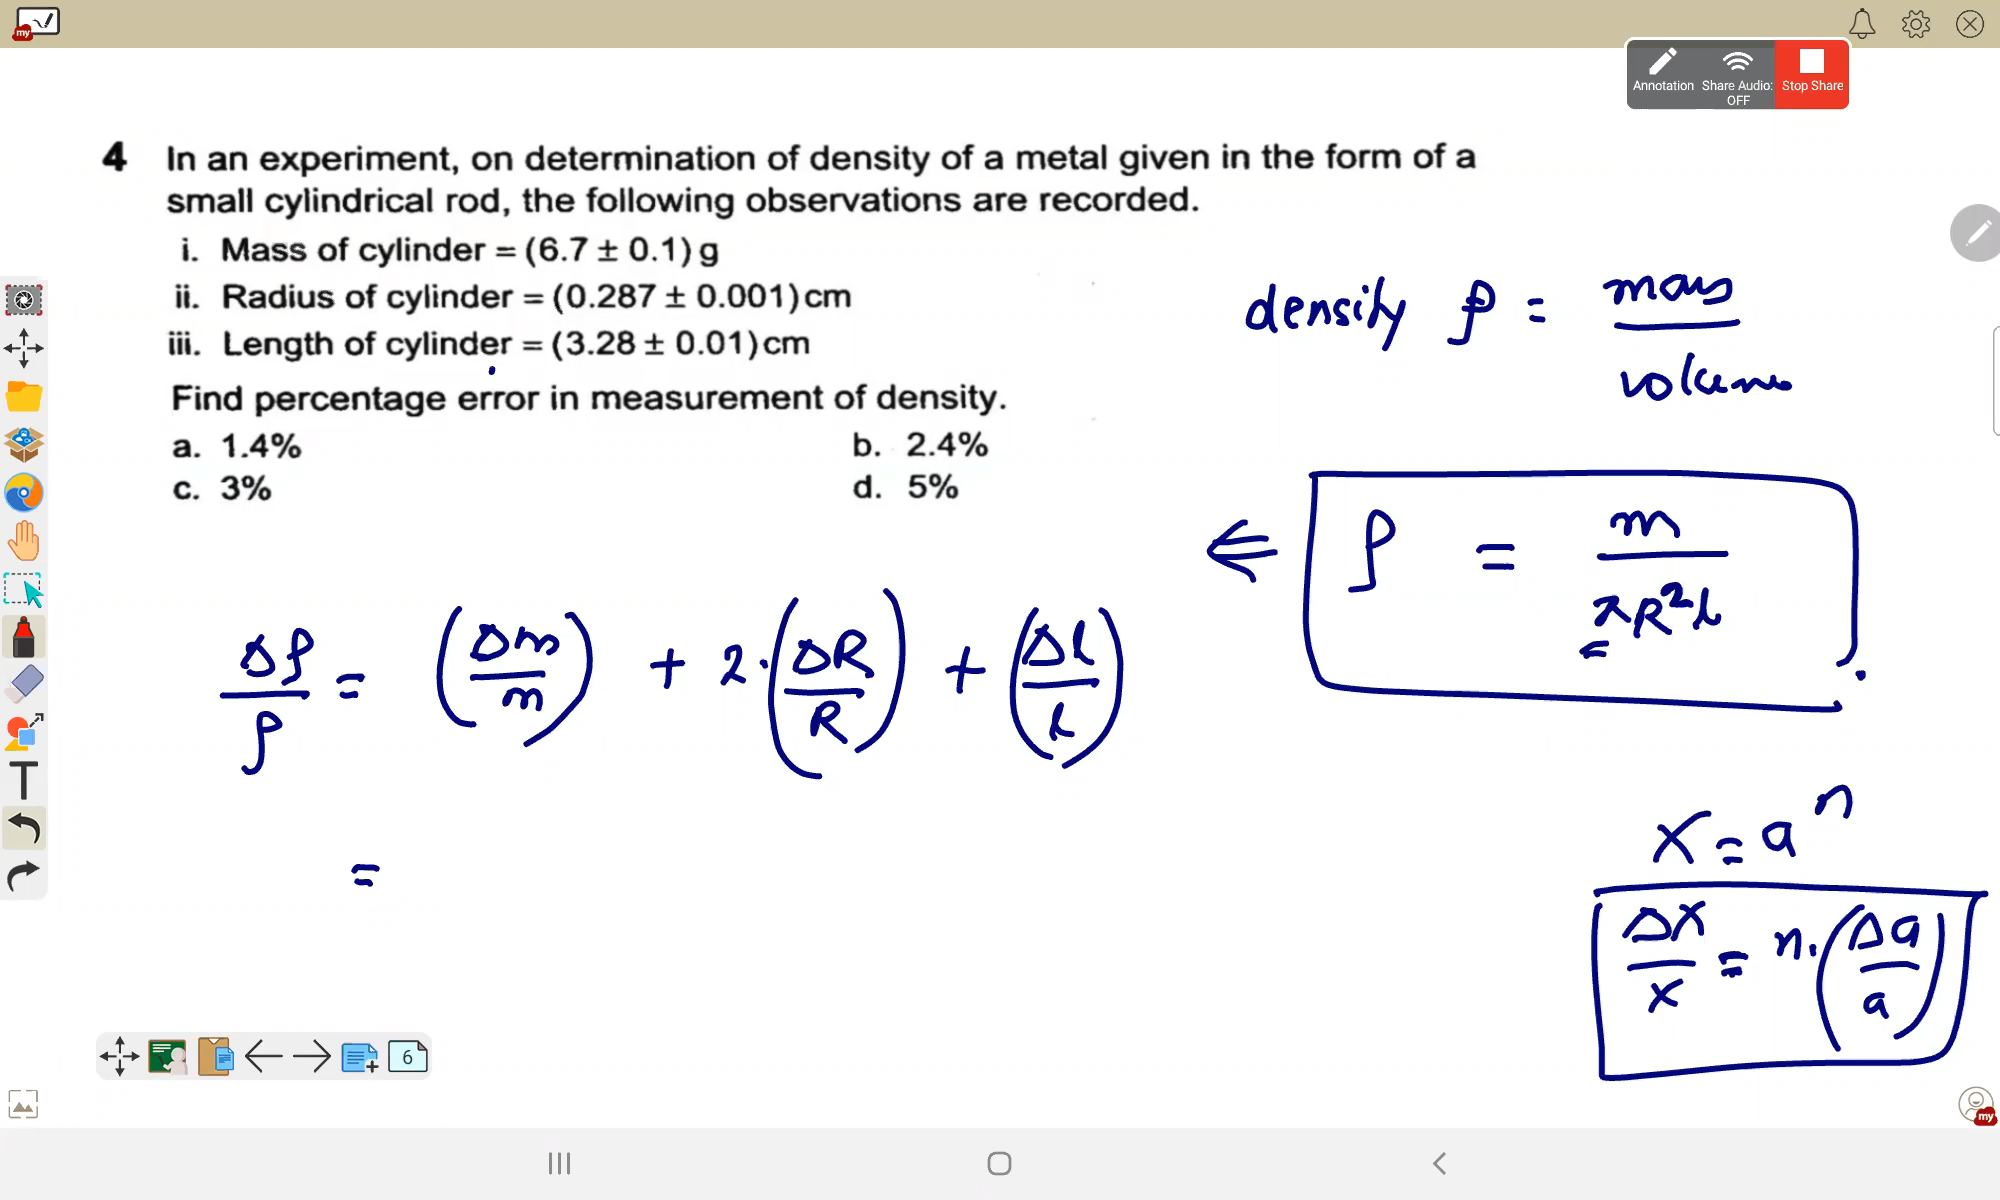 my
Annotation
Share Audio:
OFF
Stop Share
4 In an experiment, on determination of density of a metal given in the form of a
small cylindrical rod, the following observations are recorded.
i. Mass of cylinder = (6.7 ± 0.1) g
ii. Radius of cylinder = (0.287 ± 0.001) cm
iii. Length of cylinder = (3.28 ± 0.01) cm
Find percentage error in measurement of density.
a. 1.4%
b. 2.4%
c. 3%
d. 5%
density ρ = mass / volume
ρ = m / πR²l
Δρ/ρ = (Δm/m) + 2·(ΔR/R) + (Δl/l)
=
X = aⁿ
ΔX/x = n·(Δa/a)
T
6
my